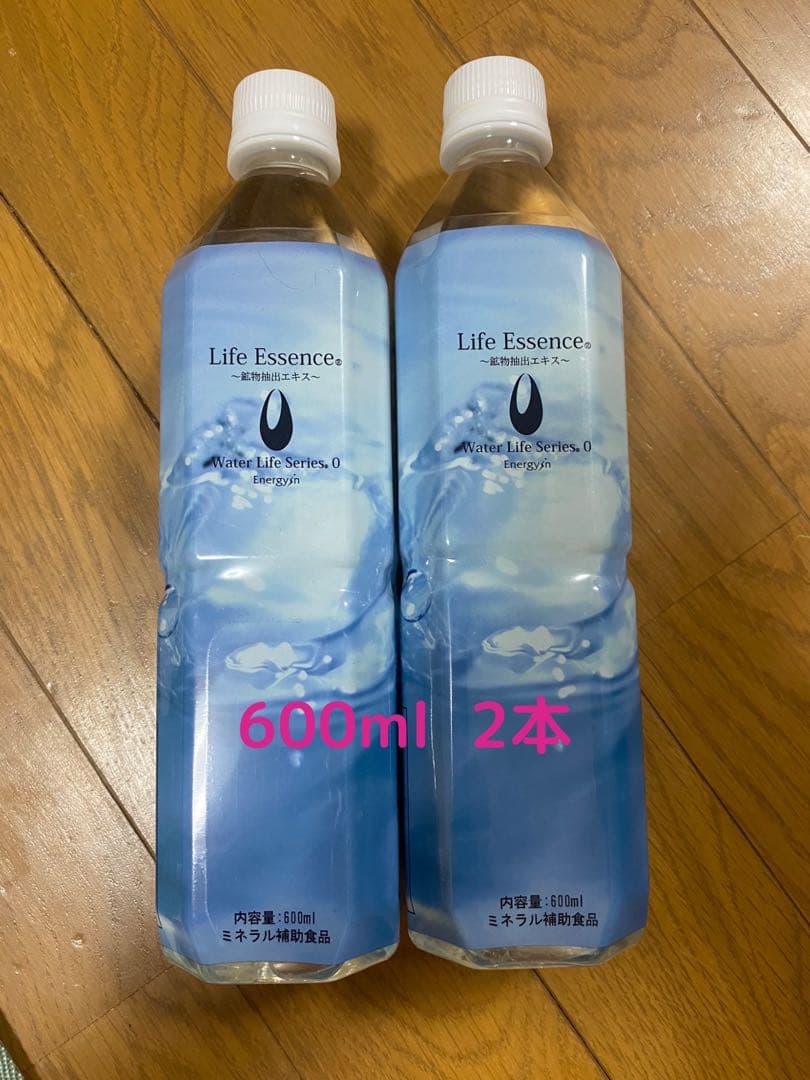 Life Essence®
～鉱物抽出エキス～
Water Life Series® 0
Energyin
Life Essence®
～鉱物抽出エキス～
Water Life Series® 0
Energyin
600ml 2本
内容量:600ml
ミネラル補助食品
内容量:600ml
ミネラル補助食品